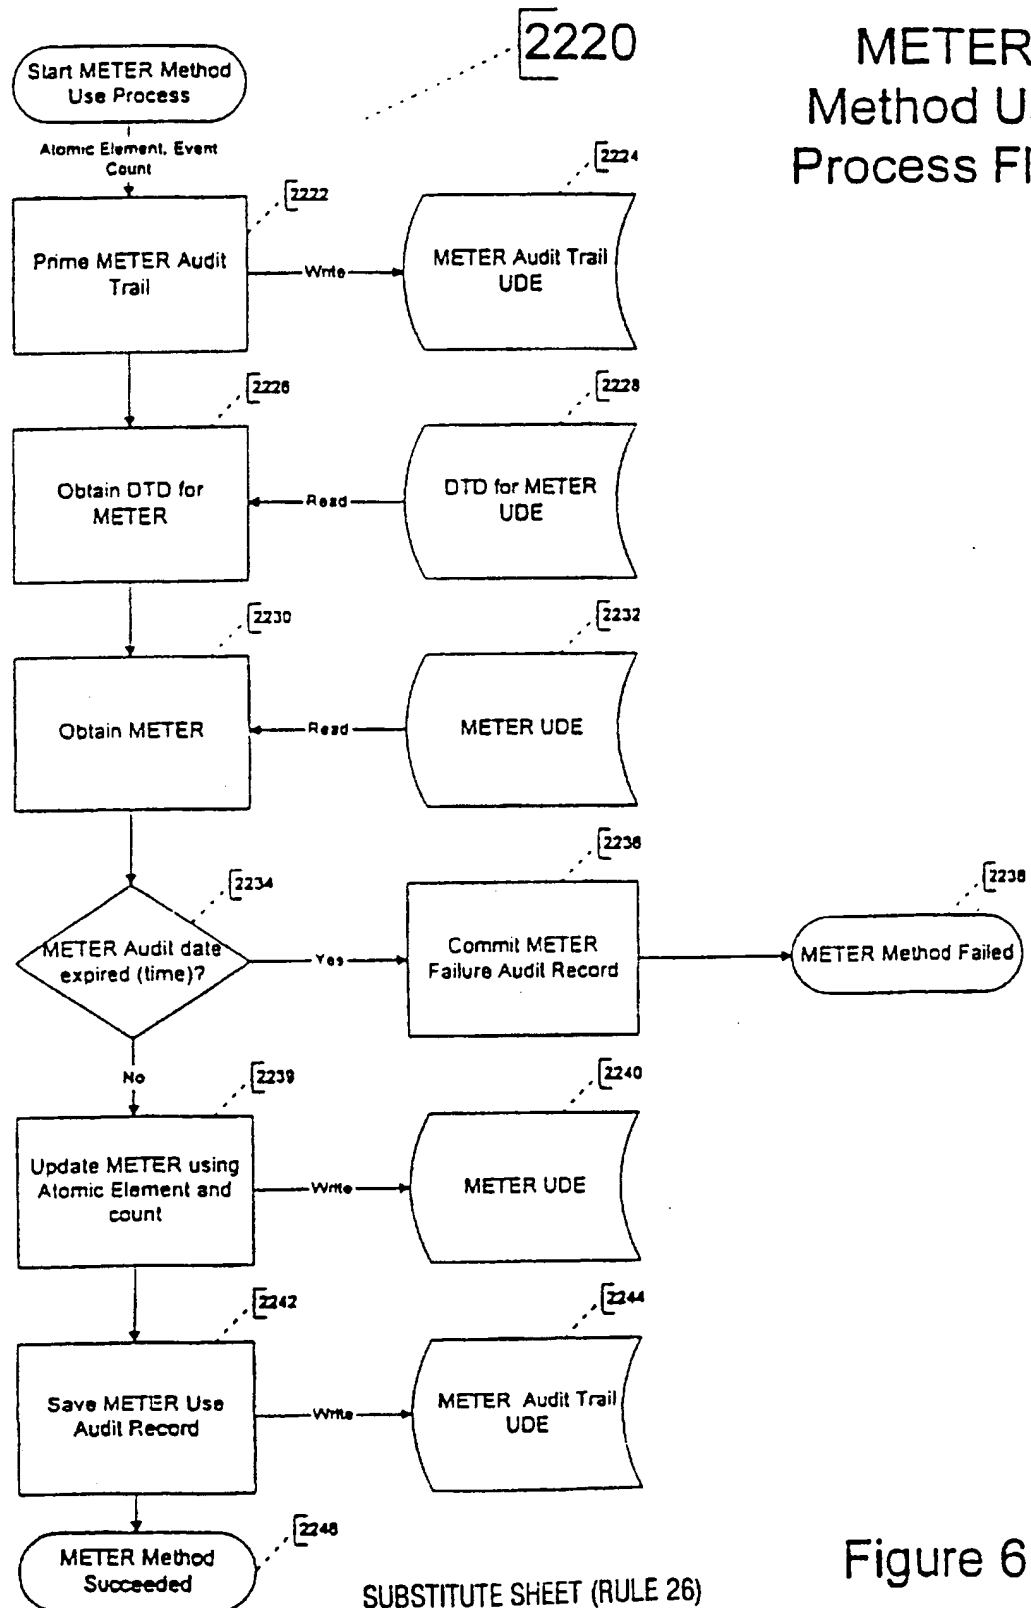 2220
METER
Method U
Process Fl
Start METER Method
Use Process
Atomic Element, Event
Count
2222
2224
Prime METER Audit
Trail
Write
METER Audit Trail
UDE
2226
2228
Obtain DTD for
METER
Read
DTD for METER
UDE
2230
2232
Obtain METER
Read
METER UDE
2234
2236
2238
METER Audit date
expired (time)?
Yes
Commit METER
Failure Audit Record
METER Method Failed
No
2239
2240
Update METER using
Atomic Element and
count
Write
METER UDE
2242
2244
Save METER Use
Audit Record
Write
METER Audit Trail
UDE
2246
METER Method
Succeeded
Figure 6
SUBSTITUTE SHEET (RULE 26)